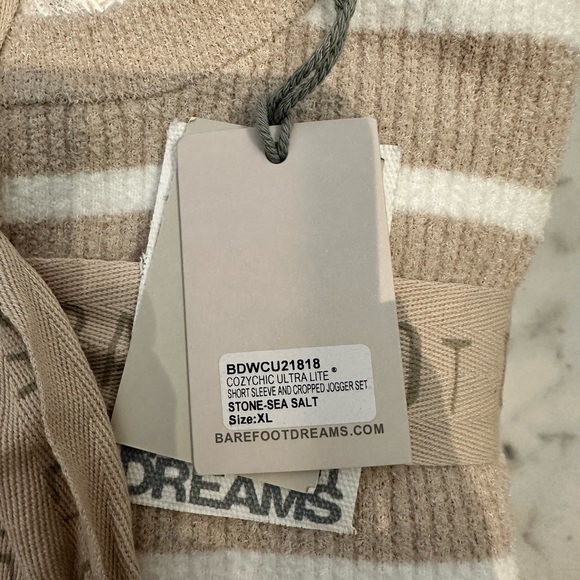 BDWCU21818
COZYCHIC ULTRA LITE®
SHORT SLEEVE AND CROPPED JOGGER SET
STONE-SEA SALT
Size:XL
BAREFOOTDREAMS.COM
DREAMS